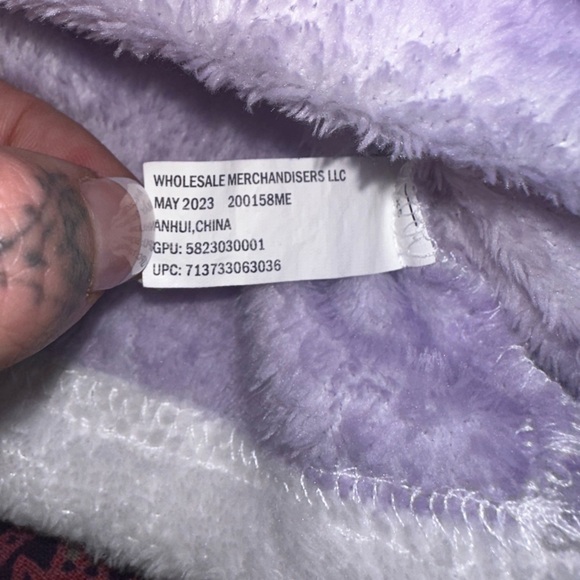 WHOLESALE MERCHANDISERS LLC
MAY 2023 200158ME
ANHUI,CHINA
GPU: 5823030001
UPC: 713733063036